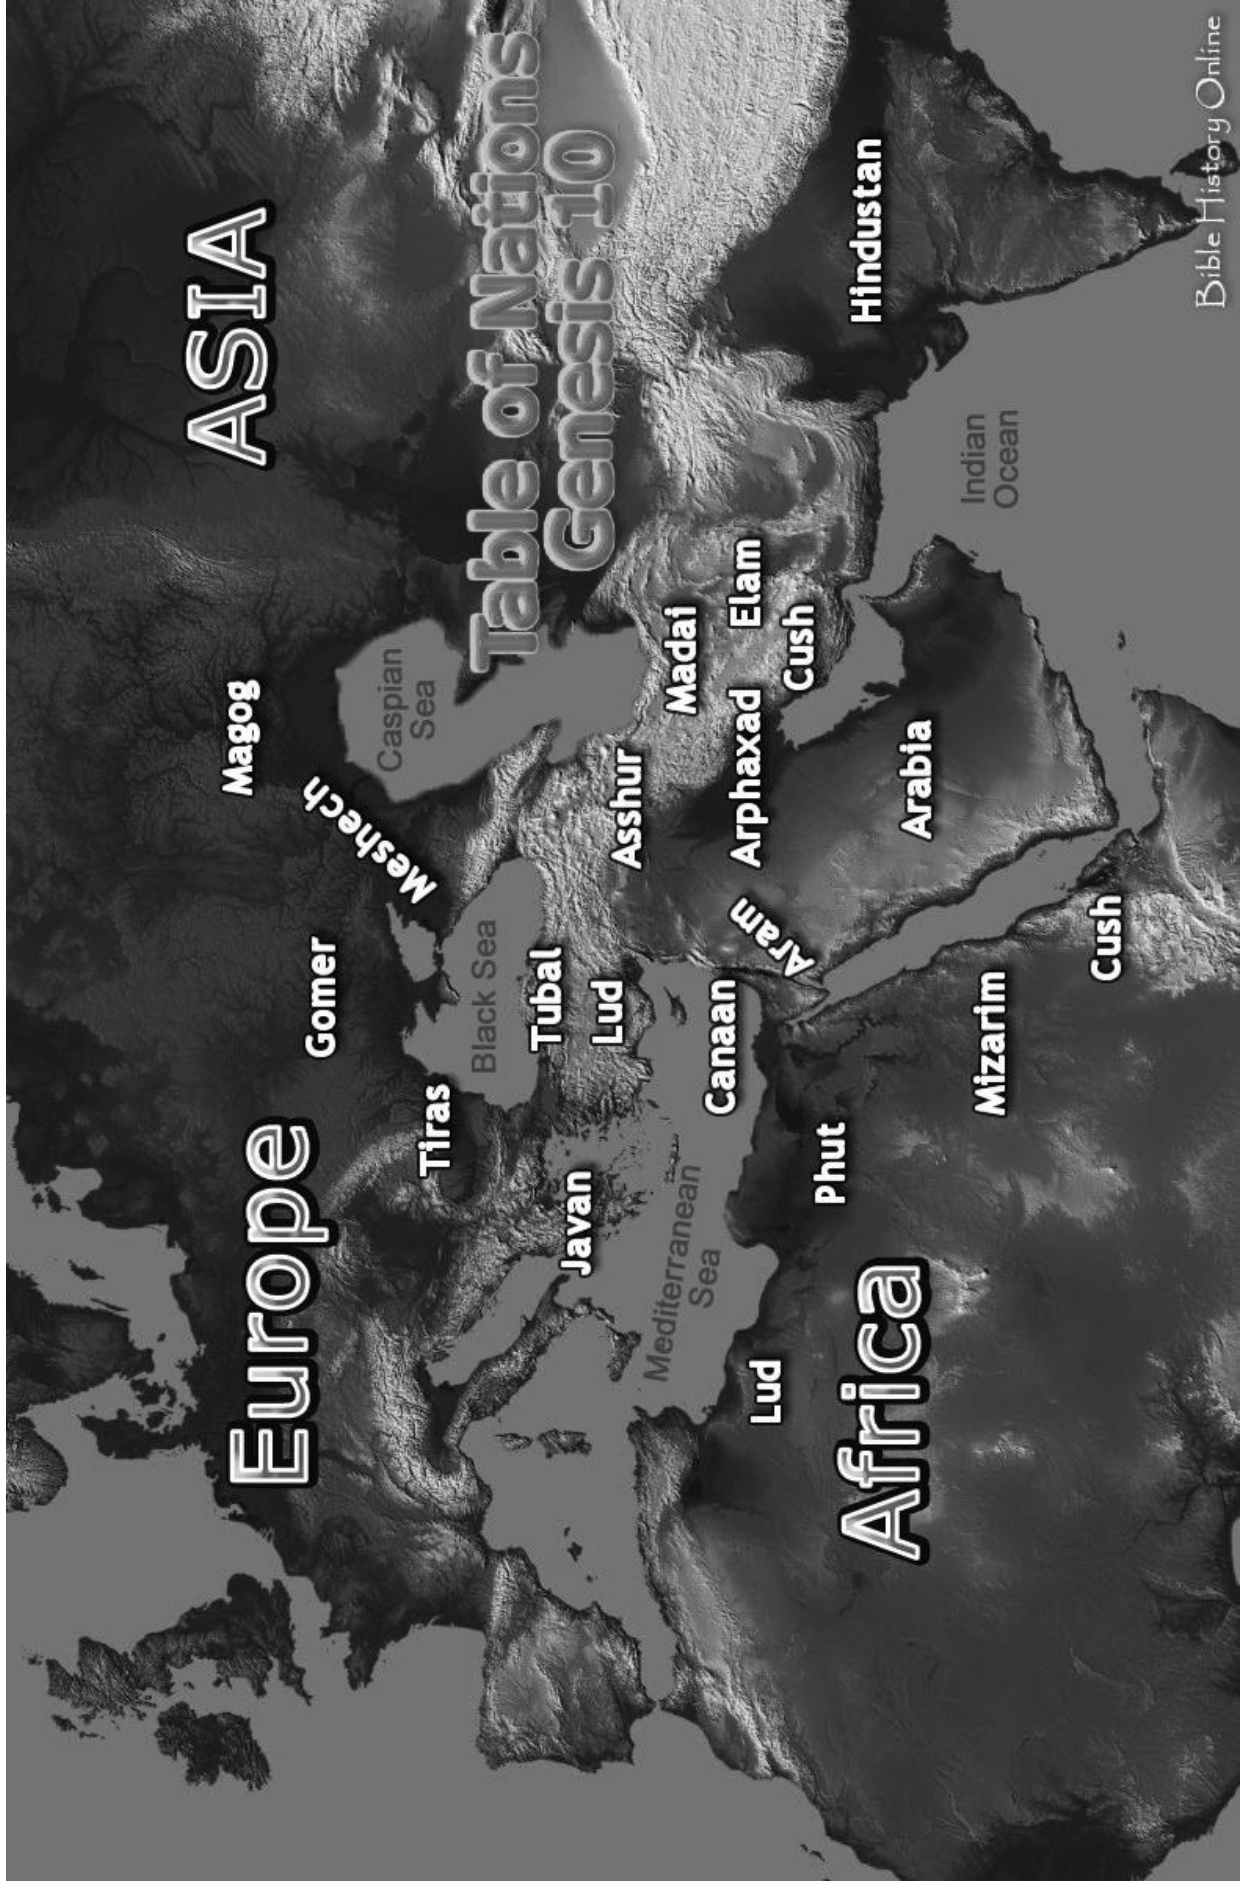 ASIA
Europe
Magog
Meshech
Gomer
Caspian
Sea
Table of Nations
Genesis 10
Tiras
Black Sea
Tubal
Lud
Javan
Asshur
Madai
Elam
Cush
Arphaxad
Aram
Canaan
Mediterranean
Sea
Hindustan
Arabia
Indian
Ocean
Phut
Lud
Africa
Mizarim
Cush
Bible History Online